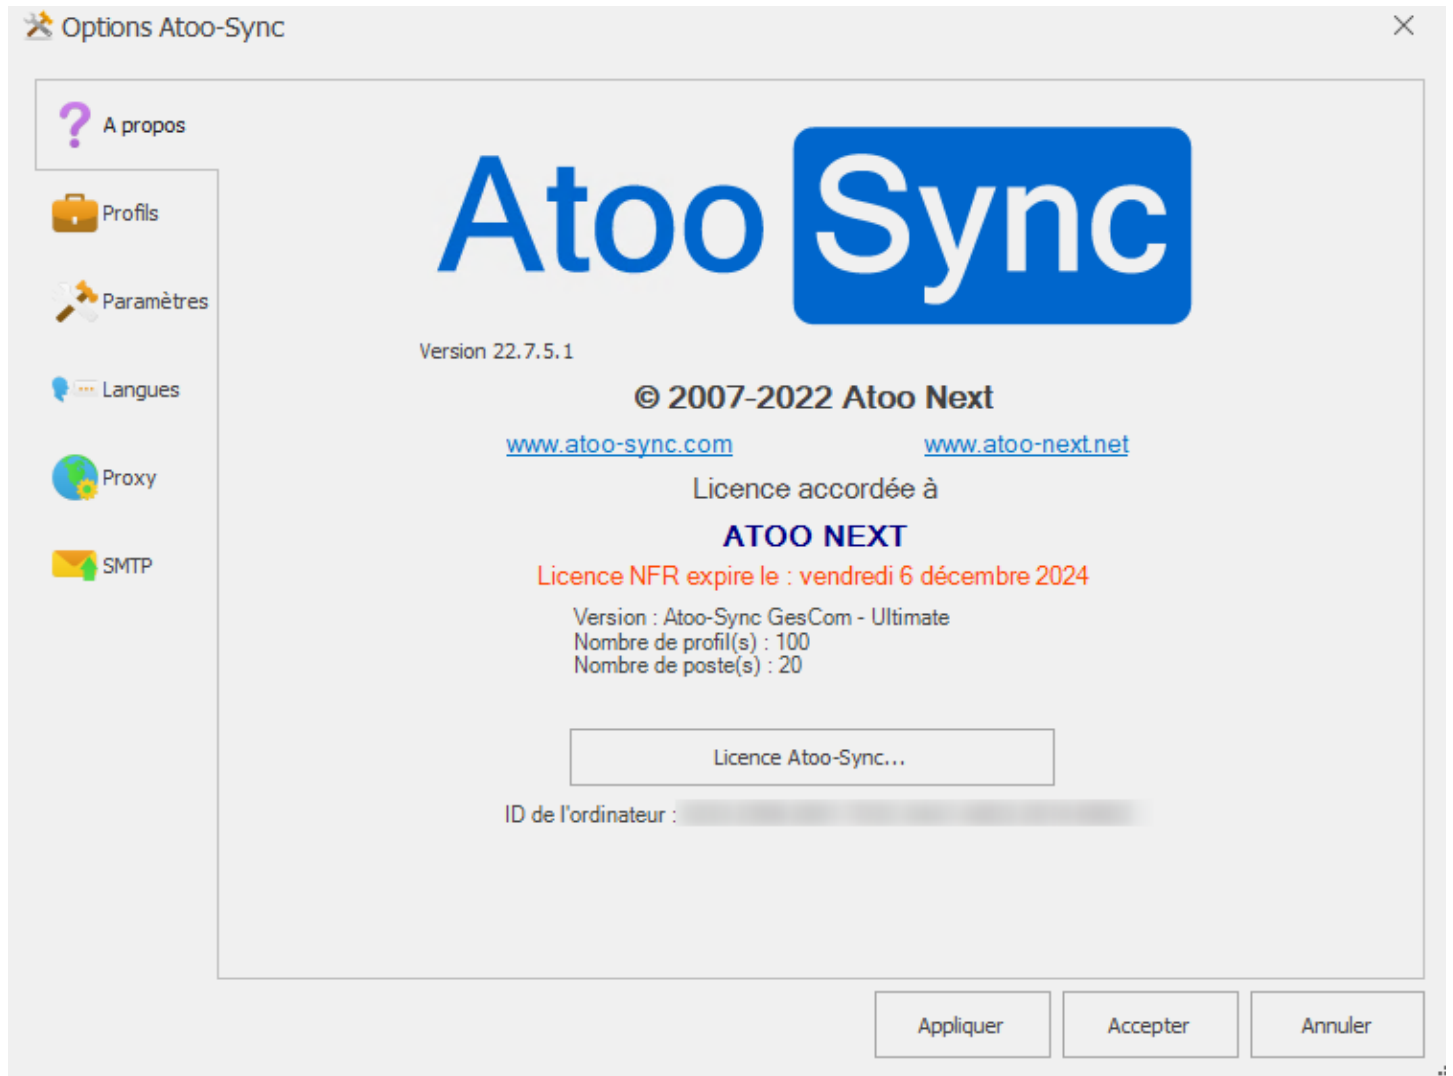 Options Atoo-Sync
A propos
Profils
Paramètres
Langues
Proxy
SMTP
Atoo Sync
Version 22.7.5.1
© 2007-2022 Atoo Next
www.atoo-sync.com www.atoo-next.net
Licence accordée à
ATOO NEXT
Licence NFR expire le : vendredi 6 décembre 2024
Version : Atoo-Sync GesCom - Ultimate
Nombre de profil(s) : 100
Nombre de poste(s) : 20
Licence Atoo-Sync...
ID de l'ordinateur :
Appliquer Accepter Annuler